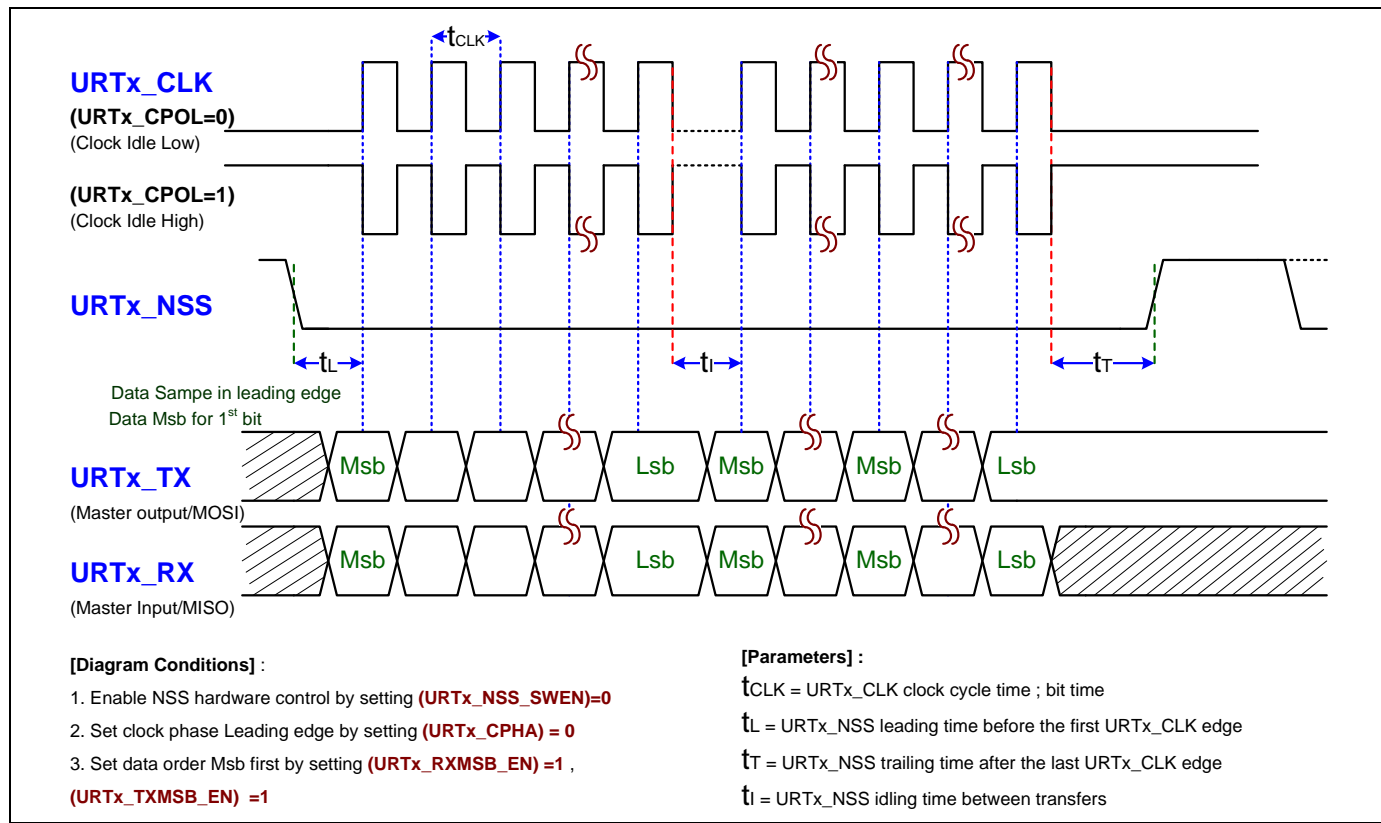 tCLK
URTx_CLK
(URTx_CPOL=0)
(Clock Idle Low)
(URTx_CPOL=1)
(Clock Idle High)
URTx_NSS
tL
tI
tT
Data Sampe in leading edge
Data Msb for 1st bit
URTx_TX
(Master output/MOSI)
Msb Lsb Msb Msb Lsb
URTx_RX
(Master Input/MISO)
Msb Lsb Msb Msb Lsb
[Diagram Conditions] :
1. Enable NSS hardware control by setting (URTx_NSS_SWEN)=0
2. Set clock phase Leading edge by setting (URTx_CPHA) = 0
3. Set data order Msb first by setting (URTx_RXMSB_EN) =1 ,
(URTx_TXMSB_EN) =1
[Parameters] :
tCLK = URTx_CLK clock cycle time ; bit time
tL = URTx_NSS leading time before the first URTx_CLK edge
tT = URTx_NSS trailing time after the last URTx_CLK edge
tI = URTx_NSS idling time between transfers